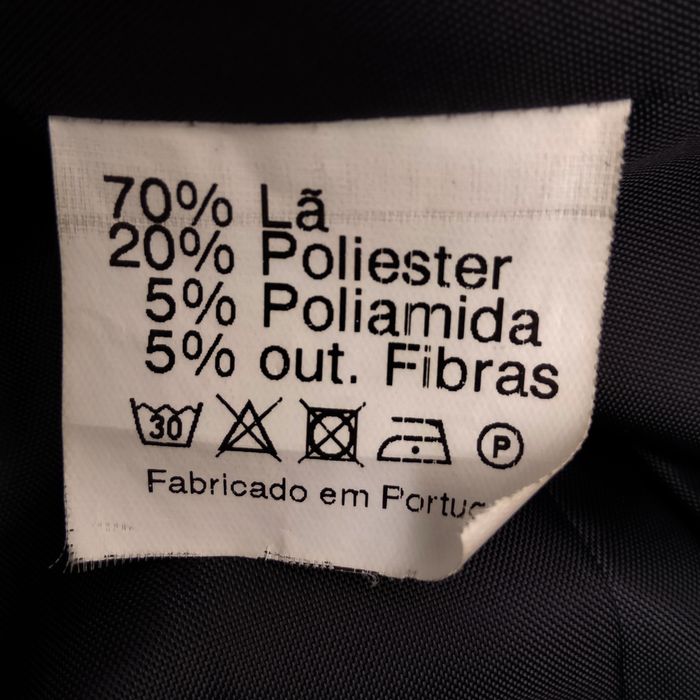 70% Lã
20% Poliester
5% Poliamida
5% out. Fibras
30 P
Fabricado em